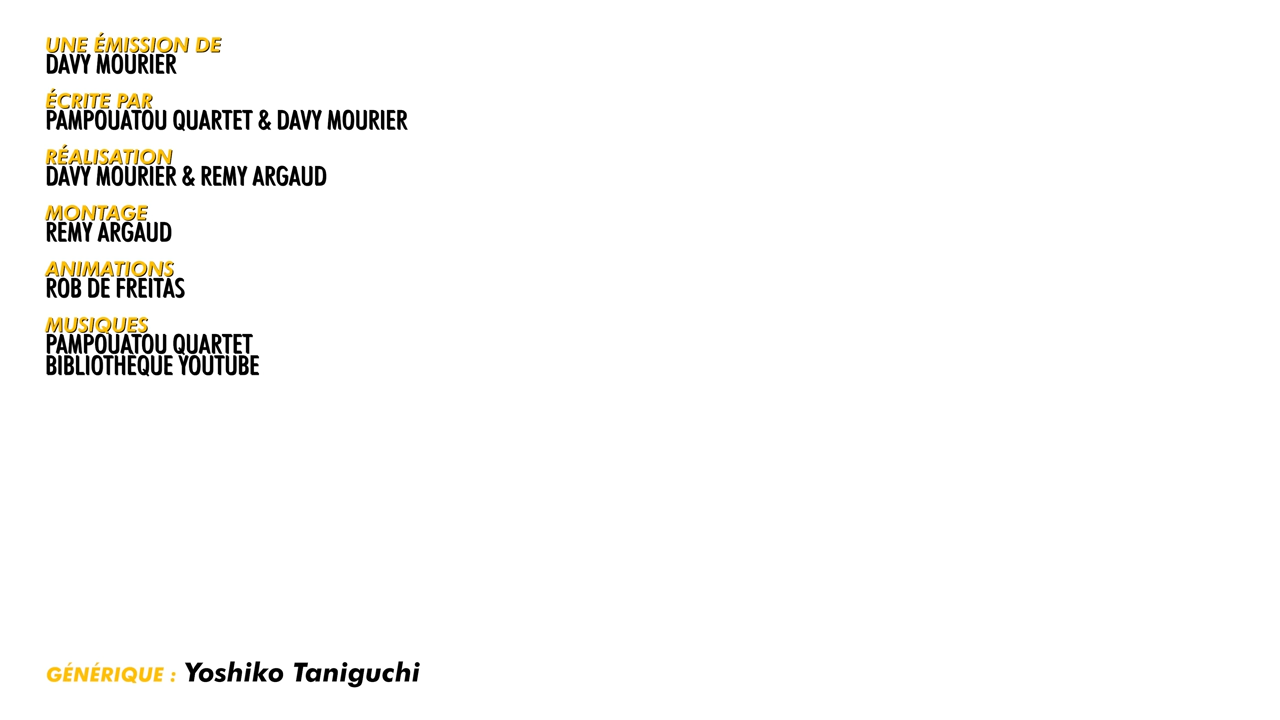 UNE ÉMISSION DE
DAVY MOURIER
ÉCRITE PAR
PAMPOUATOU QUARTET & DAVY MOURIER
RÉALISATION
DAVY MOURIER & REMY ARGAUD
MONTAGE
REMY ARGAUD
ANIMATIONS
ROB DE FREITAS
MUSIQUES
PAMPOUATOU QUARTET
BIBLIOTHÈQUE YOUTUBE
GÉNÉRIQUE : Yoshiko Taniguchi